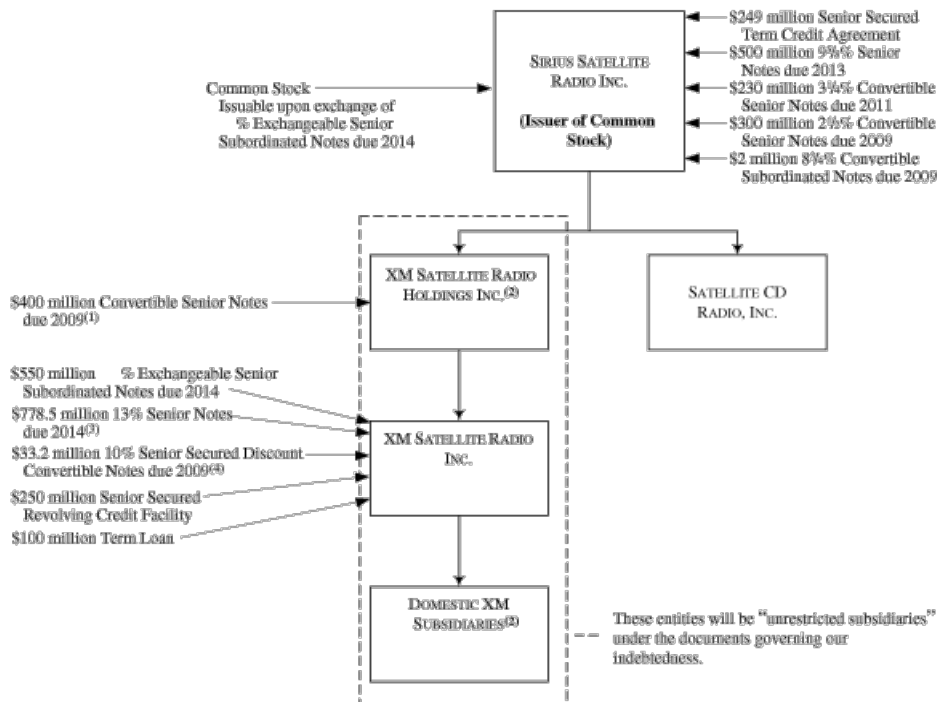 $249 million Senior Secured
Term Credit Agreement
SIRIUS SATELLITE
RADIO INC.
(Issuer of Common
Stock)
$500 million 9⅝% Senior
Notes due 2013
Common Stock
Issuable upon exchange of
% Exchangeable Senior
Subordinated Notes due 2014
$230 million 3¼% Convertible
Senior Notes due 2011
$300 million 2½% Convertible
Senior Notes due 2009
$2 million 8¾% Convertible
Subordinated Notes due 2009
XM SATELLITE RADIO
HOLDINGS INC.(2)
SATELLITE CD
RADIO, INC.
$400 million Convertible Senior Notes
due 2009(1)
$550 million % Exchangeable Senior
Subordinated Notes due 2014
$778.5 million 13% Senior Notes
due 2014(3)
$33.2 million 10% Senior Secured Discount
Convertible Notes due 2009(4)
$250 million Senior Secured
Revolving Credit Facility
$100 million Term Loan
XM SATELLITE RADIO
INC.
DOMESTIC XM
SUBSIDIARIES(2)
These entities will be “unrestricted subsidiaries”
under the documents governing our
indebtedness.